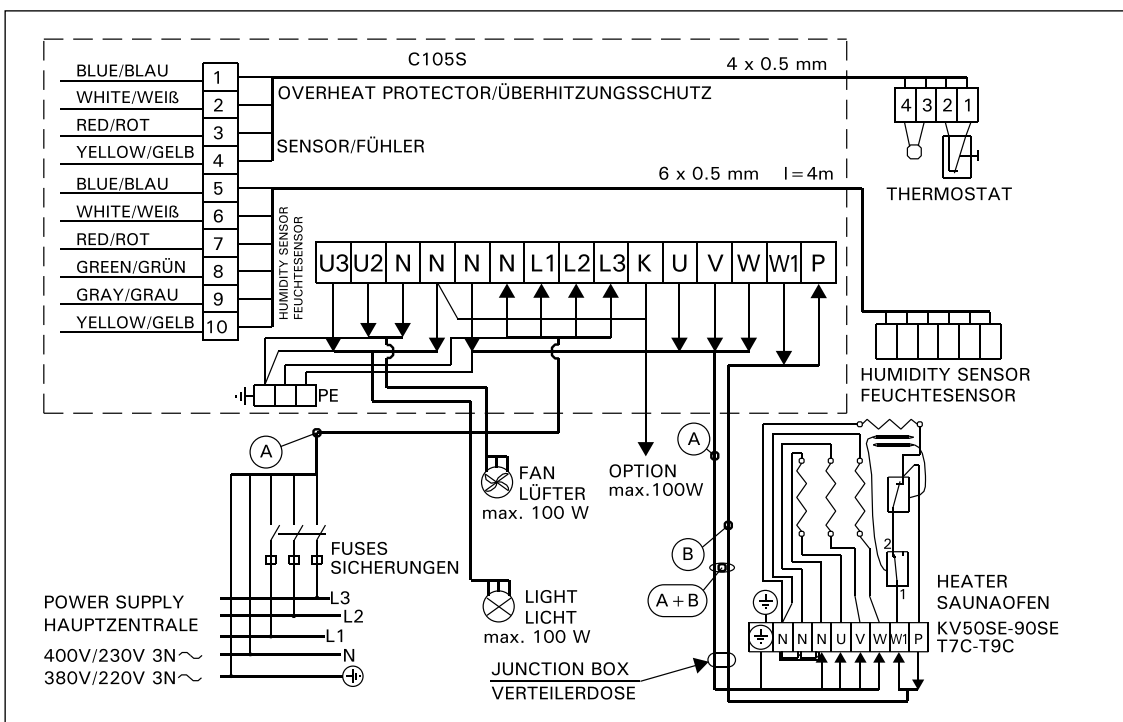 C105S
4 x 0.5 mm
BLUE/BLAU 1
WHITE/WEIß 2
RED/ROT 3
YELLOW/GELB 4
BLUE/BLAU 5
WHITE/WEIß 6
RED/ROT 7
GREEN/GRÜN 8
GRAY/GRAU 9
YELLOW/GELB 10
OVERHEAT PROTECTOR/ÜBERHITZUNGSSCHUTZ
SENSOR/FÜHLER
4 3 2 1
THERMOSTAT
6 x 0.5 mm l=4m
HUMIDITY SENSOR
FEUCHTESENSOR
U3 U2 N N N N L1 L2 L3 K U V W W1 P
HUMIDITY SENSOR
FEUCHTESENSOR
PE
A
FAN
LÜFTER
max. 100 W
OPTION
max.100W
A
B
A+B
FUSES
SICHERUNGEN
LIGHT
LICHT
max. 100 W
POWER SUPPLY
HAUPTZENTRALE
400V/230V 3N~
380V/220V 3N~
L3
L2
L1
N
JUNCTION BOX
VERTEILERDOSE
2
1
N N N U V W W1 P
HEATER
SAUNAOFEN
KV50SE-90SE
T7C-T9C